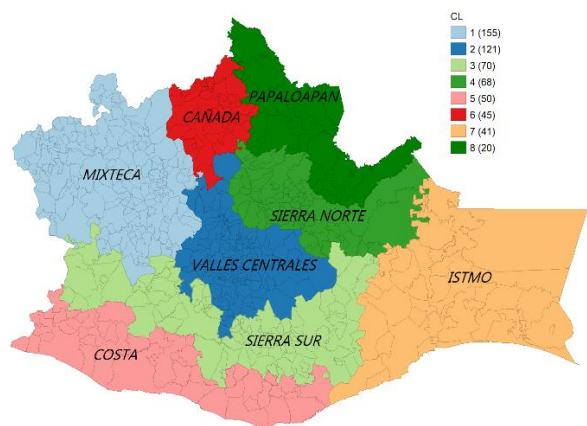 CL
1 (155)
2 (121)
3 (70)
4 (68)
5 (50)
6 (45)
7 (41)
8 (20)
PAPALOAPAN
CAÑADA
MIXTECA
SIERRA NORTE
VALLES CENTRALES
ISTMO
SIERRA SUR
COSTA